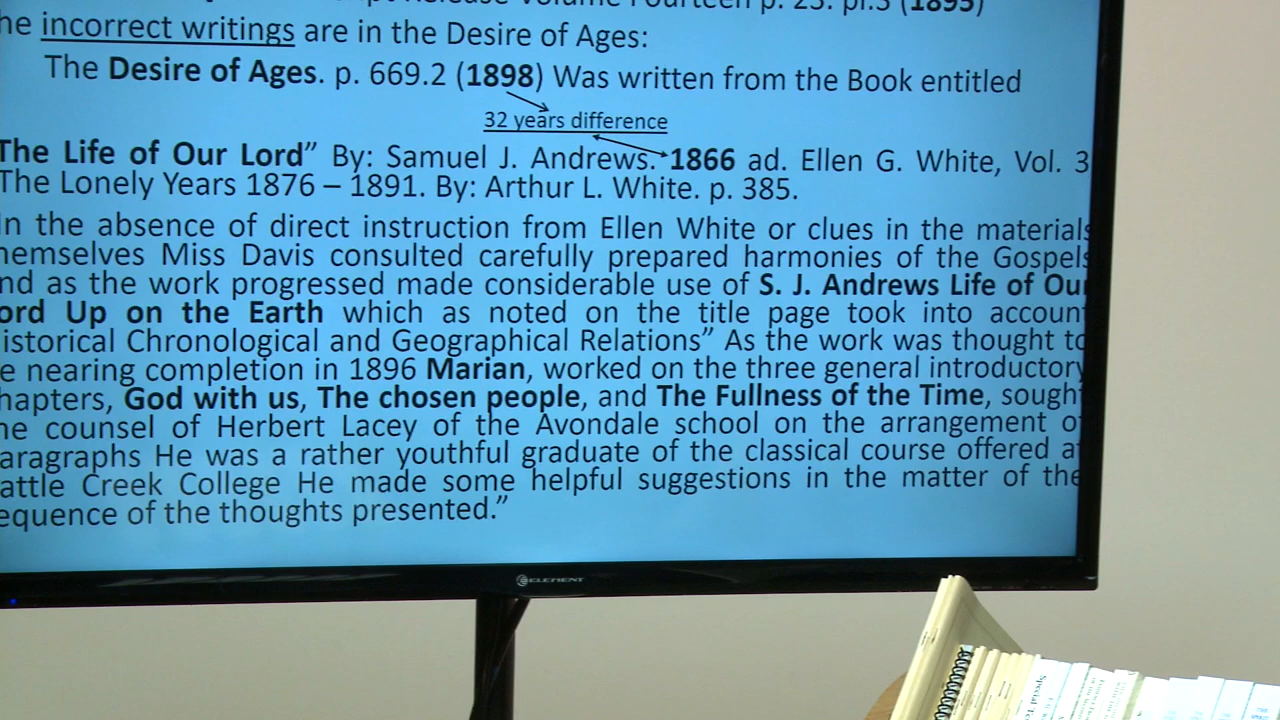 Release Volume Fourteen p. 23. pl.3 (1895)
he incorrect writings are in the Desire of Ages:
The Desire of Ages. p. 669.2 (1898) Was written from the Book entitled
32 years difference
The Life of Our Lord” By: Samuel J. Andrews. 1866 ad. Ellen G. White, Vol. 3
The Lonely Years 1876 – 1891. By: Arthur L. White. p. 385.
In the absence of direct instruction from Ellen White or clues in the materials
hemselves Miss Davis consulted carefully prepared harmonies of the Gospels
nd as the work progressed made considerable use of S. J. Andrews Life of Our
ord Up on the Earth which as noted on the title page took into account
istorical Chronological and Geographical Relations” As the work was thought to
e nearing completion in 1896 Marian, worked on the three general introductory
hapters, God with us, The chosen people, and The Fullness of the Time, sough
he counsel of Herbert Lacey of the Avondale school on the arrangement of
aragraphs He was a rather youthful graduate of the classical course offered at
attle Creek College He made some helpful suggestions in the matter of the
equence of the thoughts presented.”
ELEMENT
Special